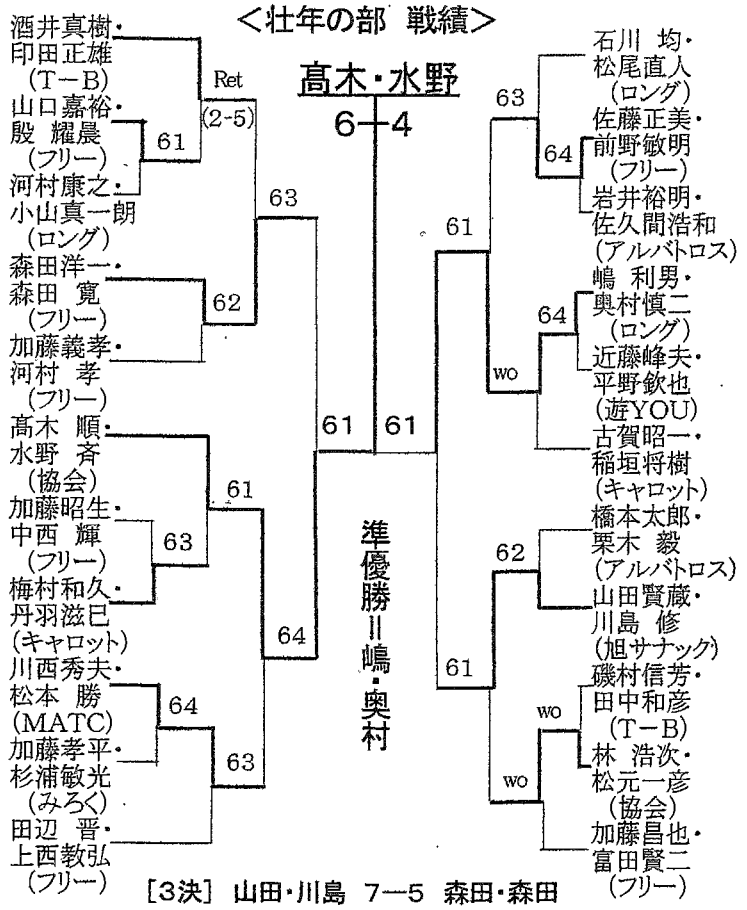 ＜壮年の部 戦績＞
髙木・水野
6－4
酒井真樹・
印田正雄
(T－B)
山口嘉裕・
殷 耀晨
(フリー)
河村康之・
小山真一朗
(ロング)
森田洋一・
森田 寛
(フリー)
加藤義孝・
河村 孝
(フリー)
髙木 順・
水野 斉
(協会)
加藤昭生・
中西 輝
(フリー)
梅村和久・
丹羽滋巳
(キャロット)
川西秀夫・
松本 勝
(MATC)
加藤孝平・
杉浦敏光
(みろく)
田辺 晋・
上西教弘
(フリー)
Ret
(2-5)
61
63
62
61
63
64
64
63
61
61
準優勝＝嶋・奥村
63
64
61
64
wo
62
61
wo
wo
石川 均・
松尾直人
(ロング)
佐藤正美・
前野敏明
(フリー)
岩井裕明・
佐久間浩和
(アルバトロス)
嶋 利男・
奥村慎二
(ロング)
近藤峰夫・
平野欽也
(遊YOU)
古賀昭一・
稲垣将樹
(キャロット)
橋本太郎・
栗木 毅
(アルバトロス)
山田賢蔵・
川島 修
(旭サナック)
磯村信芳・
田中和彦
(T－B)
林 浩次・
松元一彦
(協会)
加藤昌也・
富田賢二
(フリー)
[3決] 山田・川島 7－5 森田・森田